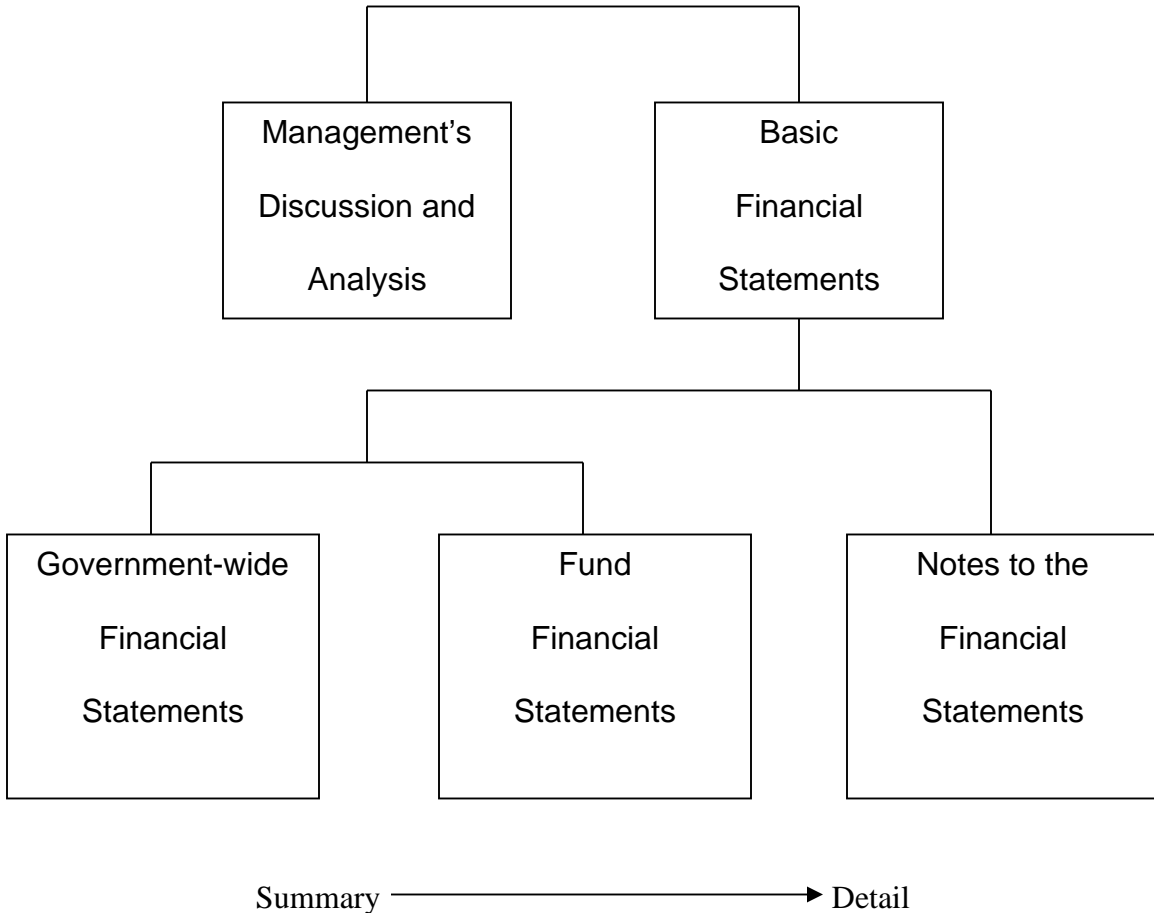 Management’s
Discussion and
Analysis
Basic
Financial
Statements
Government-wide
Financial
Statements
Fund
Financial
Statements
Notes to the
Financial
Statements
Summary
Detail